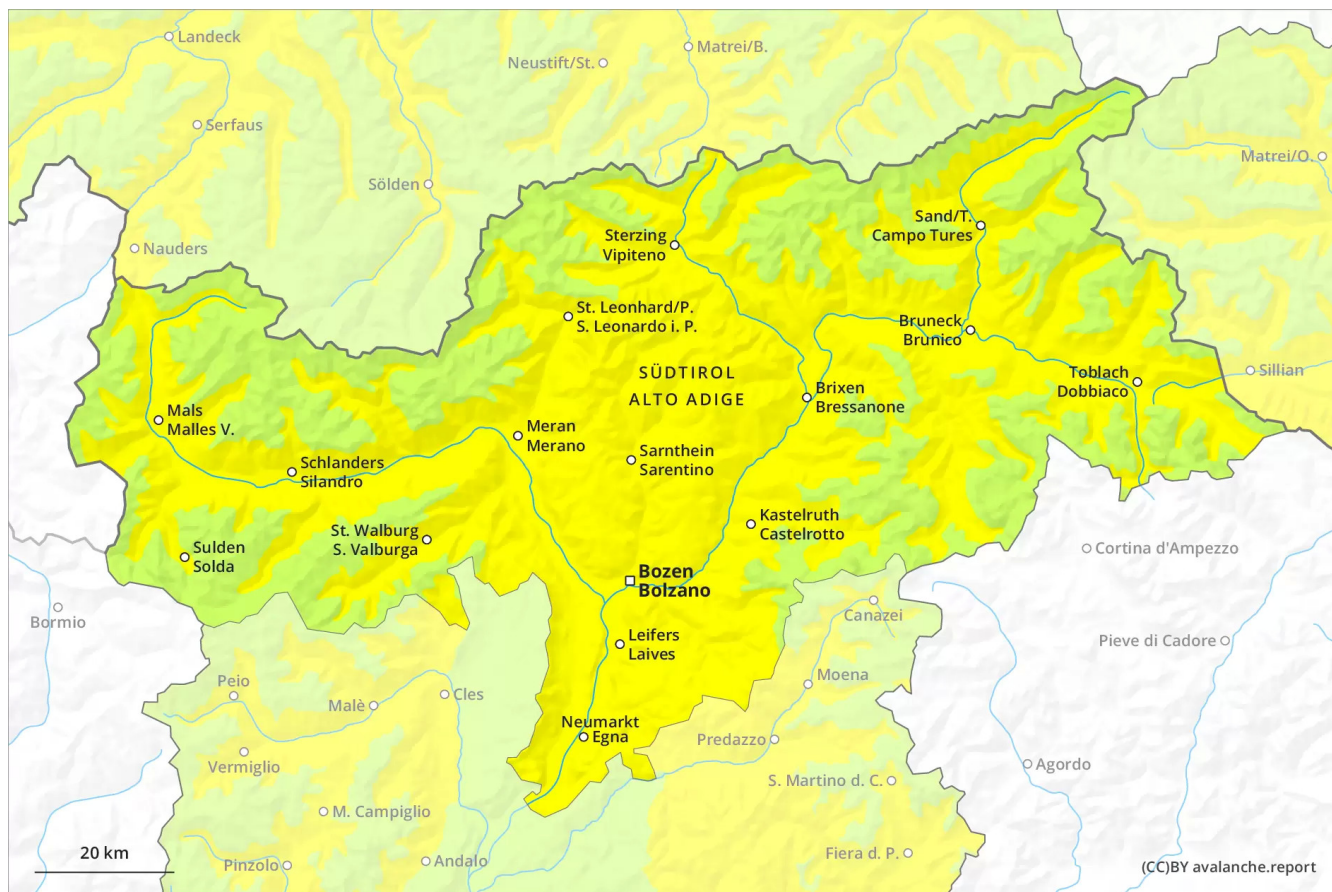 Landeck
Matrei/B.
Neustift/St.
Serfaus
Matrei/O.
Sölden
Sand/T.
Campo Tures
Nauders
Sterzing
Vipiteno
St. Leonhard/P.
S. Leonardo i. P.
Bruneck
Brunico
SÜDTIROL
ALTO ADIGE
Toblach
Dobbiaco
Sillian
Brixen
Bressanone
Mals
Malles V.
Meran
Merano
Sarnthein
Sarentino
Schlanders
Silandro
Kastelruth
Castelrotto
St. Walburg
S. Valburga
Sulden
Solda
Cortina d'Ampezzo
Bozen
Bolzano
Bormio
Canazei
Leifers
Laives
Pieve di Cadore
Peio
Malè
Cles
Moena
Neumarkt
Egna
Predazzo
Vermiglio
Agordo
S. Martino d. C.
M. Campiglio
20 km
Pinzolo
Andalo
Fiera d. P.
(CC)BY avalanche.report